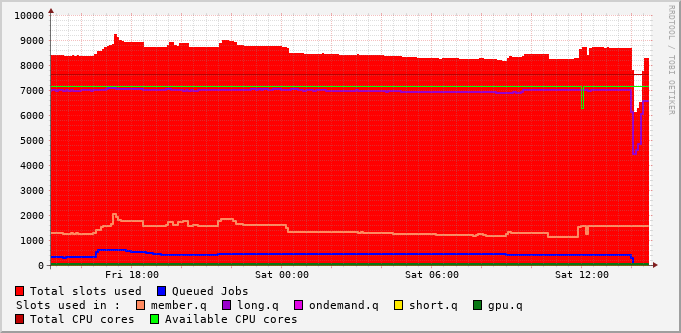 RRDTOOL / TOBI OETIKER
10000
9000
8000
7000
6000
5000
4000
3000
2000
1000
0
Fri 18:00 Sat 00:00 Sat 06:00 Sat 12:00
Total slots used Queued Jobs
Slots used in : member.q long.q ondemand.q short.q gpu.q
Total CPU cores Available CPU cores